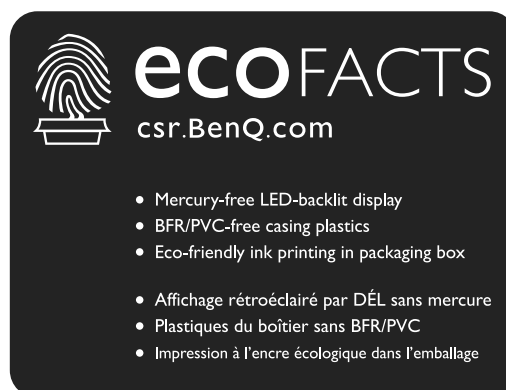 ecoFACTS
csr.BenQ.com
• Mercury-free LED-backlit display
• BFR/PVC-free casing plastics
• Eco-friendly ink printing in packaging box
• Affichage rétroéclairé par DÉL sans mercure
• Plastiques du boîtier sans BFR/PVC
• Impression à l'encre écologique dans l'emballage